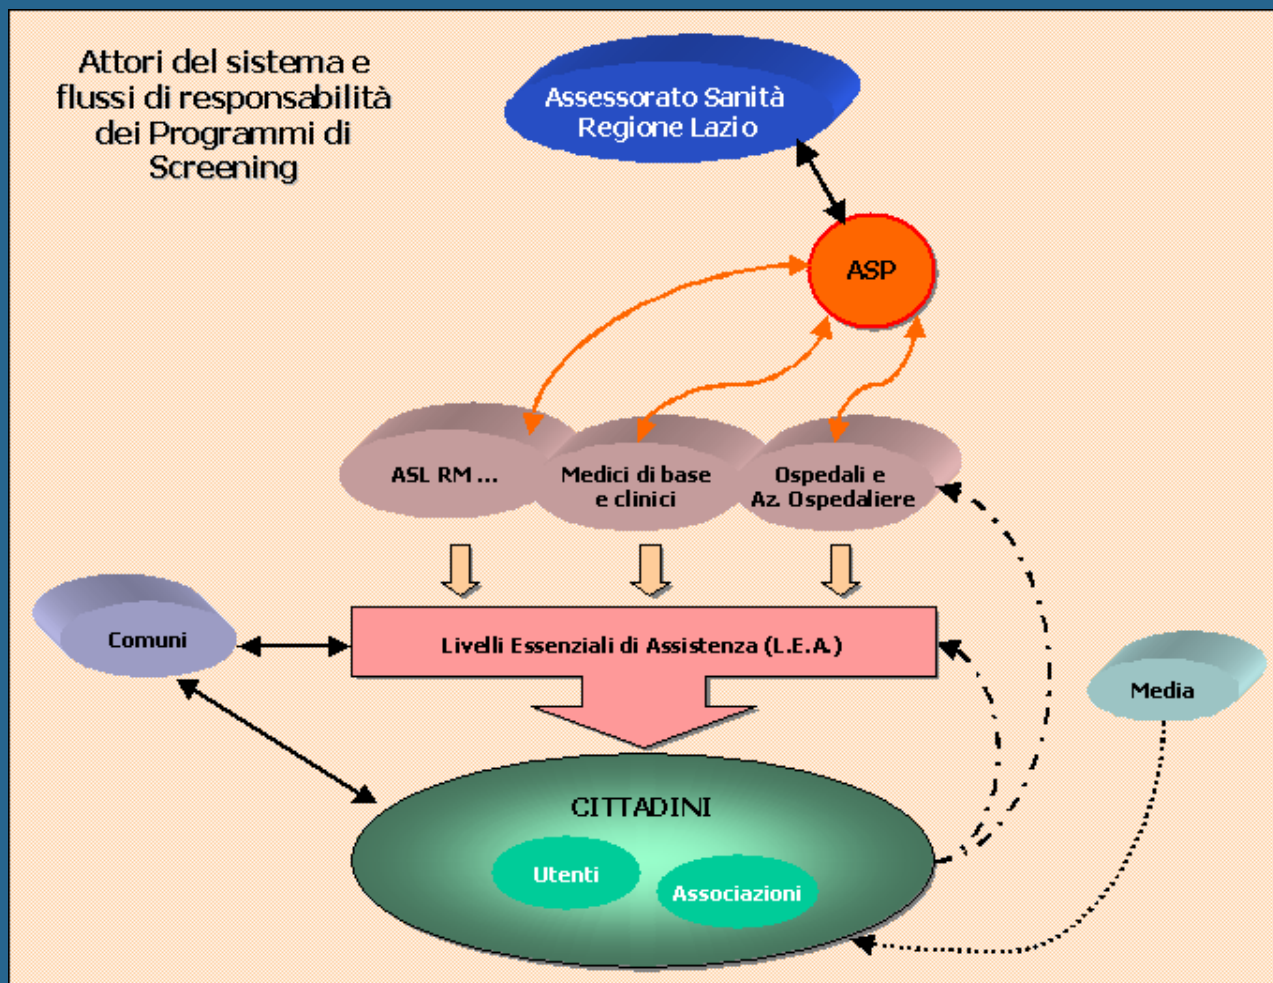 Attori del sistema e
flussi di responsabilità
dei Programmi di
Screening
Assessorato Sanità
Regione Lazio
ASP
ASL RM ...
Medici di base
e clinici
Ospedali e
Az. Ospedaliere
Comuni
Livelli Essenziali di Assistenza (L.E.A.)
Media
CITTADINI
Utenti
Associazioni